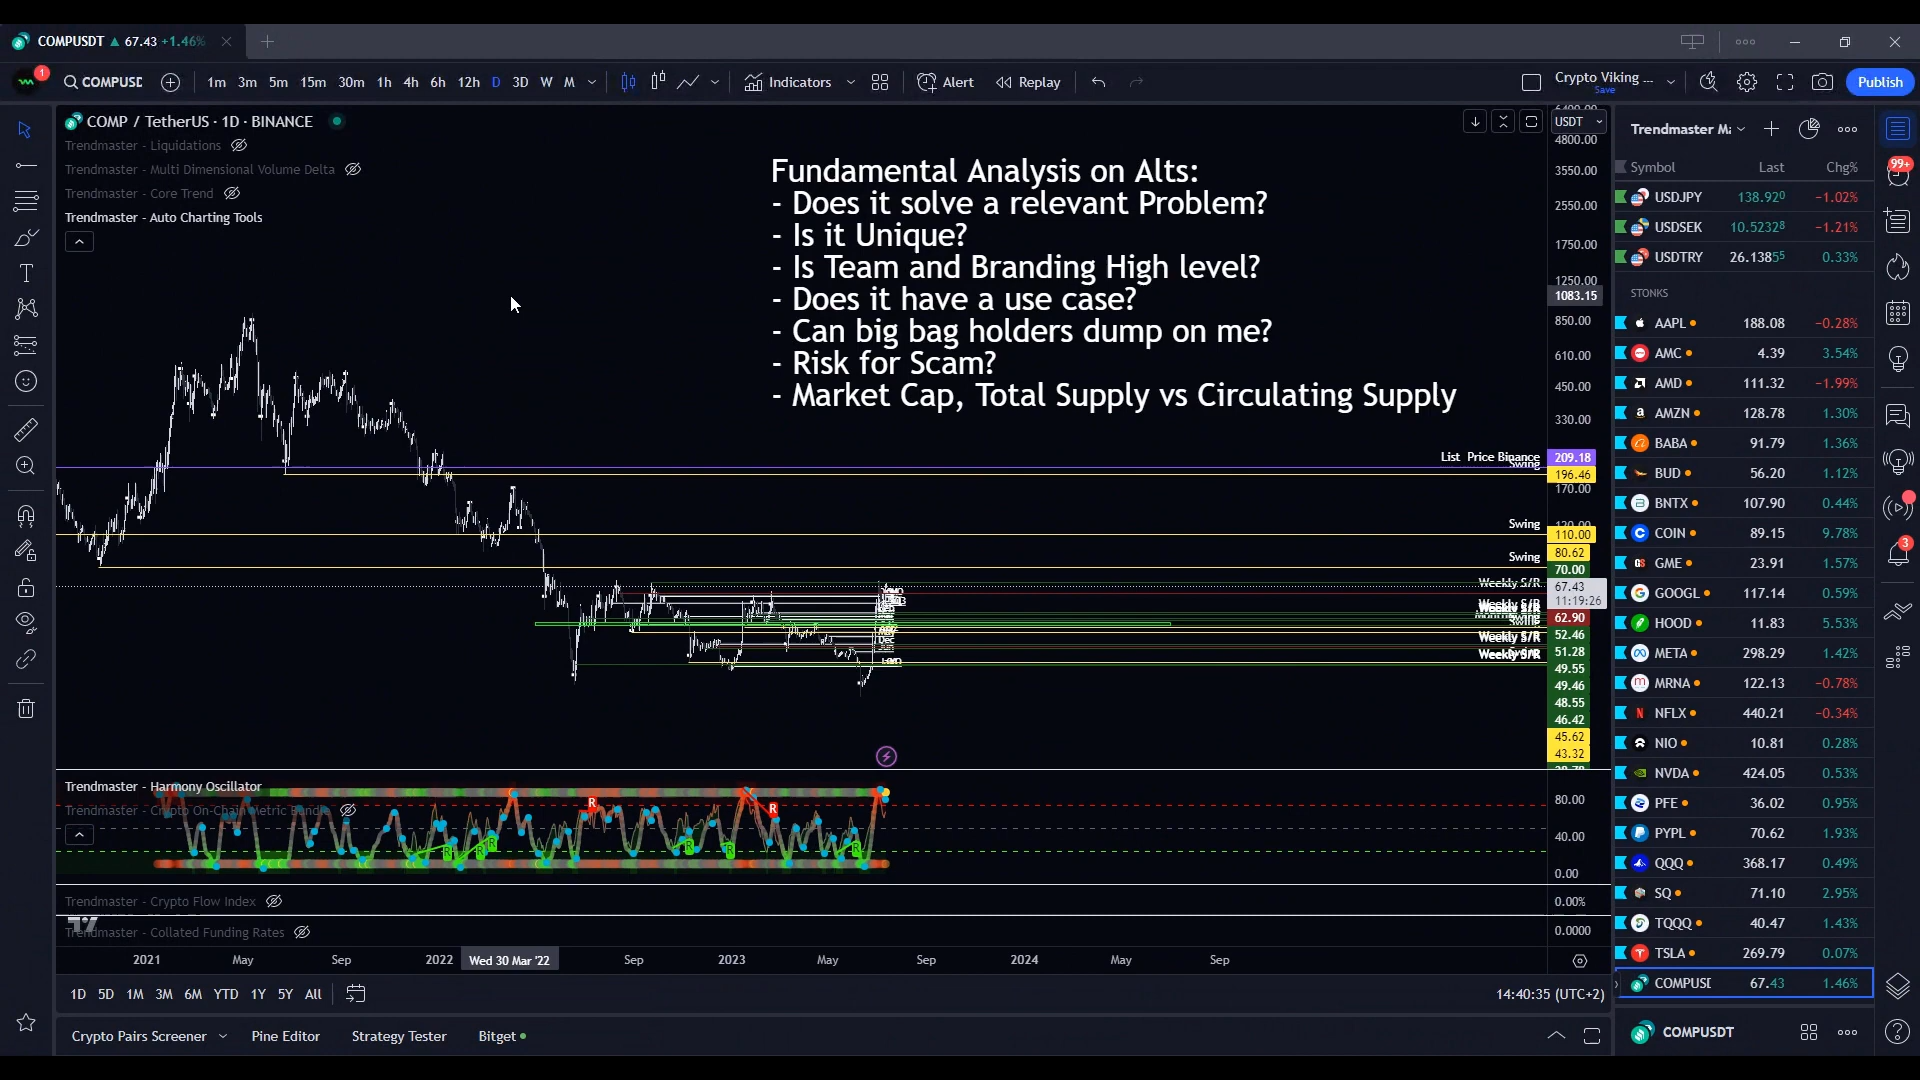 COMPUSDT ▲ 67.43 +1.46%
1
COMPUSD
1m 3m 5m 15m 30m 1h 4h 6h 12h D 3D W M
Indicators
Alert
Replay
Crypto Viking ...
Save
Publish
COMP / TetherUS · 1D · BINANCE
Trendmaster - Liquidations
Trendmaster - Multi Dimensional Volume Delta
Trendmaster - Core Trend
Trendmaster - Auto Charting Tools
Fundamental Analysis on Alts:
- Does it solve a relevant Problem?
- Is it Unique?
- Is Team and Branding High level?
- Does it have a use case?
- Can big bag holders dump on me?
- Risk for Scam?
- Market Cap, Total Supply vs Circulating Supply
USDT
4800.00
3550.00
2550.00
1750.00
1250.00
1083.15
850.00
610.00
450.00
330.00
List Price Binance 209.18
Swing 196.46
170.00
Swing
110.00
80.62
Swing
70.00
Weekly S/R
67.43
11:19:26
Weekly S/R
62.90
Swing
52.46
Weekly S/R
51.28
Weekly S/R
49.55
49.46
48.55
46.42
45.62
43.32
Trendmaster - Harmony Oscillator
Trendmaster - Crypto On-Chain Metric Bundle
R
R
R
R
R
R
R
R
80.00
40.00
0.00
Trendmaster - Crypto Flow Index
0.00%
Trendmaster - Collated Funding Rates
0.0000
2021 May Sep 2022 Wed 30 Mar '22 Sep 2023 May Sep 2024 May Sep
1D 5D 1M 3M 6M YTD 1Y 5Y All
14:40:35 (UTC+2)
Crypto Pairs Screener Pine Editor Strategy Tester Bitget
Trendmaster
Symbol Last Chg%
USDJPY 138.920 −1.02%
USDSEK 10.52328 −1.21%
USDTRY 26.13855 0.33%
STONKS
AAPL 188.08 −0.28%
AMC 4.39 3.54%
AMD 111.32 −1.99%
AMZN 128.78 1.30%
BABA 91.79 1.36%
BUD 56.20 1.12%
BNTX 107.90 0.44%
COIN 89.15 9.78%
GME 23.91 1.57%
GOOGL 117.14 0.59%
HOOD 11.83 5.53%
META 298.29 1.42%
MRNA 122.13 −0.78%
NFLX 440.21 −0.34%
NIO 10.81 0.28%
NVDA 424.05 0.53%
PFE 36.02 0.95%
PYPL 70.62 1.93%
QQQ 368.17 0.49%
SQ 71.10 2.95%
TQQQ 40.47 1.43%
TSLA 269.79 0.07%
COMPUSD 67.43 1.46%
COMPUSDT
99+
3